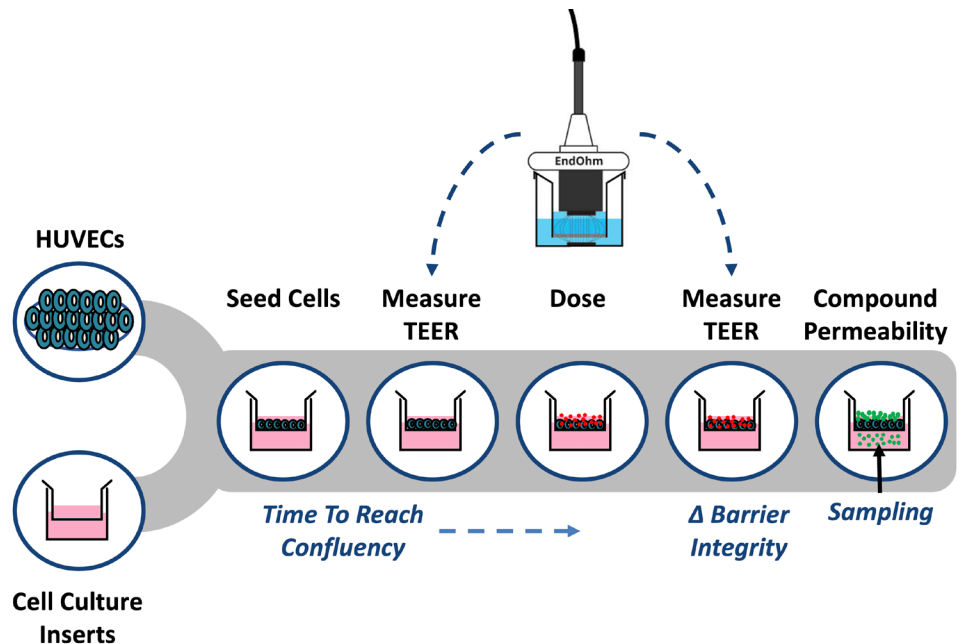 EndOhm
HUVECs
Seed Cells
Measure
TEER
Dose
Measure
TEER
Compound
Permeability
Time To Reach
Confluency
Δ Barrier
Integrity
Sampling
Cell Culture
Inserts